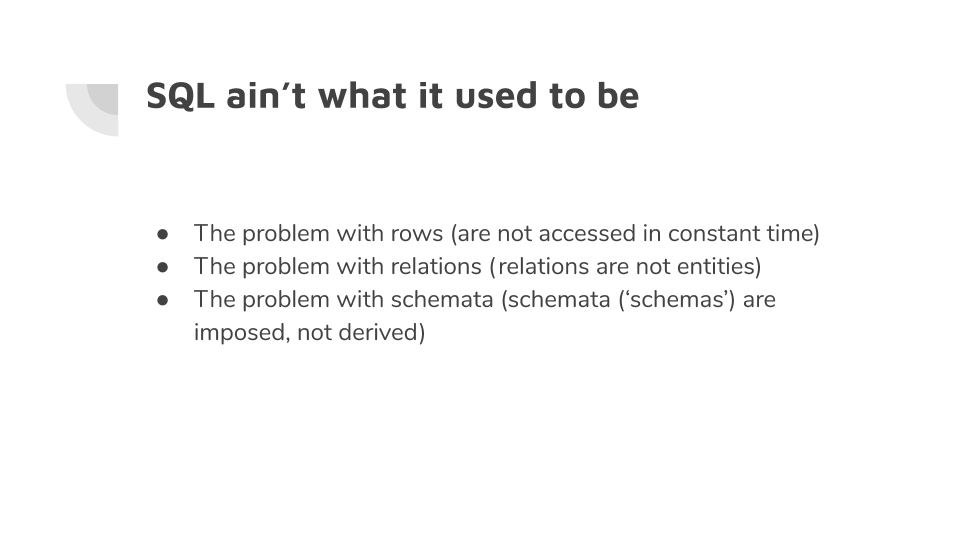 SQL ain’t what it used to be
● The problem with rows (are not accessed in constant time)
● The problem with relations (relations are not entities)
● The problem with schemata (schemata (‘schemas’) are
imposed, not derived)